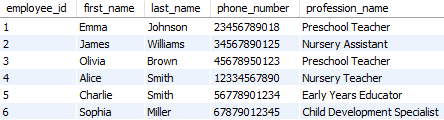 employee_id first_name last_name phone_number profession_name
1 Emma Johnson 23456789018 Preschool Teacher
2 James Williams 34567890125 Nursery Assistant
3 Olivia Brown 45678950123 Preschool Teacher
4 Alice Smith 12334567890 Nursery Teacher
5 Charlie Smith 56778901234 Early Years Educator
6 Sophia Miller 67879012345 Child Development Specialist